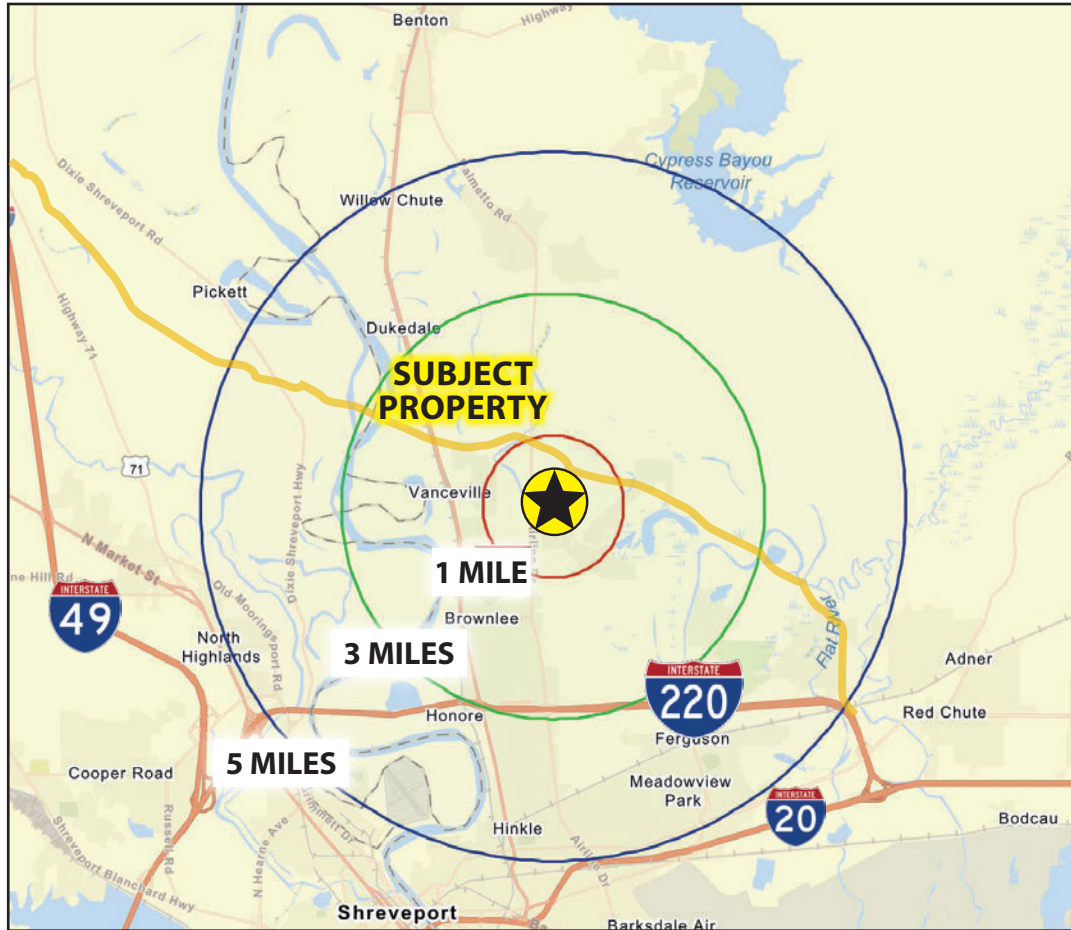 Benton
Highway
Cypress Bayou
Reservoir
Dixie Shreveport Rd
Palmetto Rd
Willow Chute
Pickett
Highway 71
Dukedale
SUBJECT
PROPERTY
71
Vanceville
Dixie Shreveport Hwy
N Market St
1 MILE
INTERSTATE
49
Old Mooringsport Rd
Brownlee
North
Highlands
3 MILES
Flat River
Adner
INTERSTATE
220
Red Chute
Honore
Ferguson
5 MILES
Cooper Road
Meadowview
Park
INTERSTATE
20
Bodcau
Russell Rd
Grimmett Dr
Hinkle
N Hearne Ave
Airline Dr
Shreveport Blanchard Hwy
Shreveport
Barksdale Air